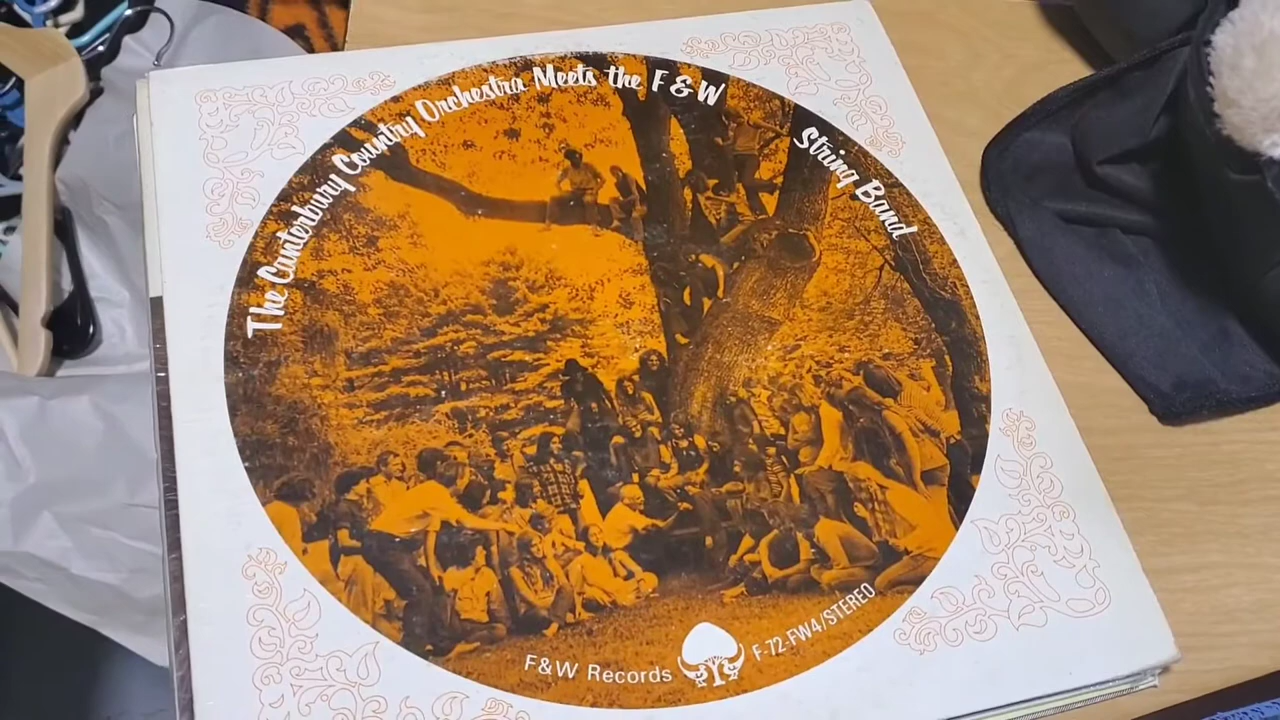 The Canterbury Country Orchestra Meets the F & W
String Band
F&W Records
F-72-FW4/STEREO